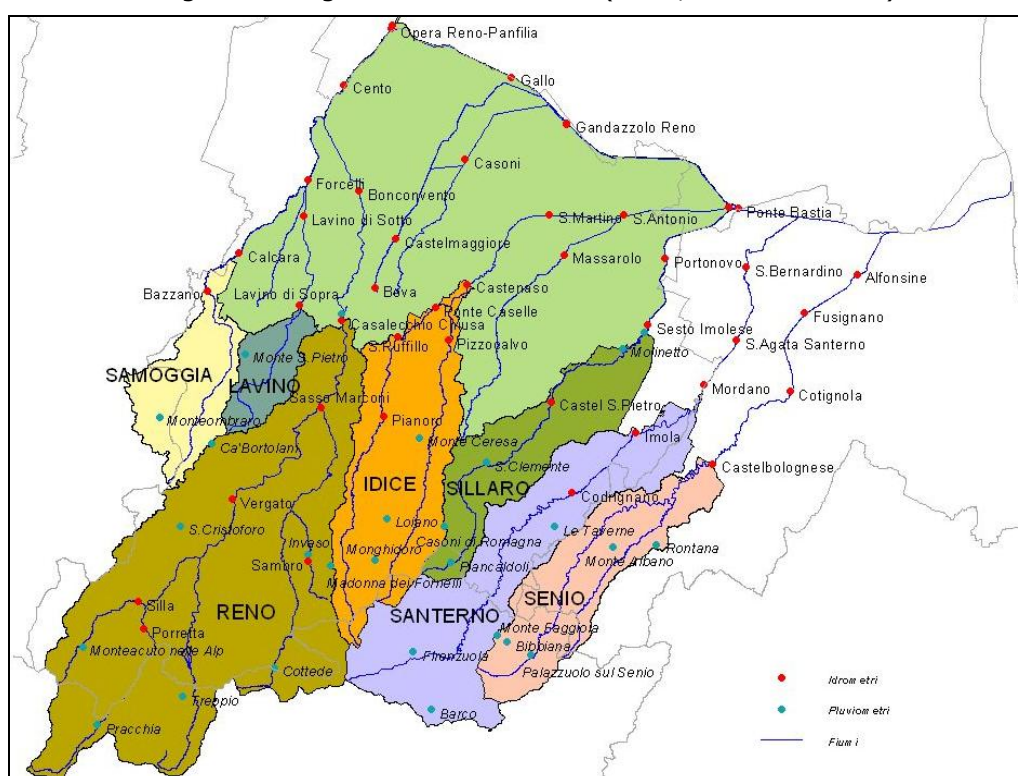 Opera Reno-Panfilia
Cento
Gallo
Gandazzolo Reno
Casoni
Forcelli
Bonconvento
Lavino di Sotto
S.Martino
S.Antonio
Ponte Bastia
Castelmaggiore
Calcara
Massarolo
Portonovo
S.Bernardino
Alfonsine
Bazzano
Lavino di Sopra
Beva
Castenaso
Ponte Caselle
Fusignano
Casalecchio Chiusa
Sesto Imolese
S.Ruffillo
Pizzocalvo
Molinetto
S.Agata Santerno
Monte S.Pietro
SAMOGGIA
LAVINO
Mordano
Cotignola
Sasso Marconi
Castel S.Pietro
Monteombraro
Pianoro
Imola
Ca'Bortolani
Monte Ceresa
S.Clemente
Castelbolognese
IDICE
SILLARO
Vergato
Codrignano
S.Cristoforo
Loiano
Le Taverne
Casoni di Romagna
Rontana
Invaso
Monghidoro
Monte Albano
Sambro
Piancaldoli
Madonna dei Fornelli
Silla
RENO
SANTERNO
SENIO
Porretta
Monte Faggiola
Monteacuto nelle Alp
Bibbiana
Firenzuola
Cottede
Palazzuolo sul Senio
Idrometri
Treppio
Barco
Pluviometri
Pracchia
Fiumi